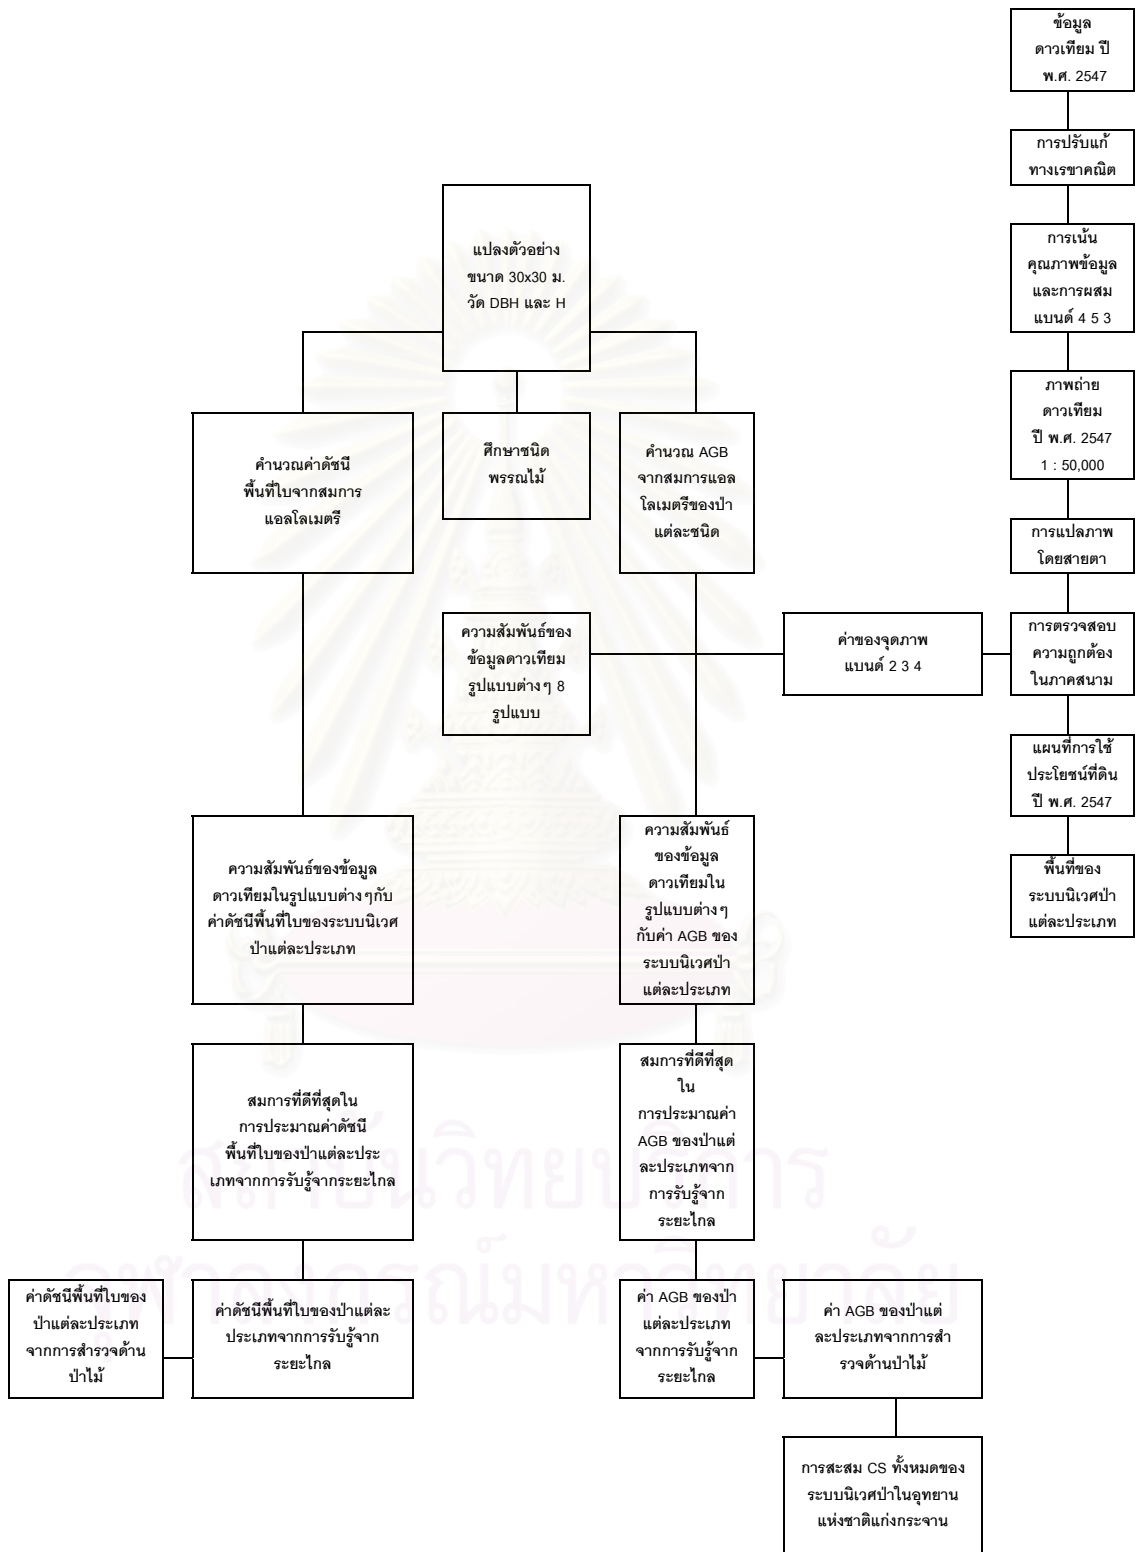 ข้อมูล
ดาวเทียม ปี
พ.ศ. 2547
การปรับแก้
ทางเรขาคณิต
การเน้น
คุณภาพข้อมูล
และการผสม
แบนด์ 4 5 3
ภาพถ่าย
ดาวเทียม
ปี พ.ศ. 2547
1 : 50,000
การแปลภาพ
โดยสายตา
การตรวจสอบ
ความถูกต้อง
ในภาคสนาม
แผนที่การใช้
ประโยชน์ที่ดิน
ปี พ.ศ. 2547
พื้นที่ของ
ระบบนิเวศป่า
แต่ละประเภท
แปลงตัวอย่าง
ขนาด 30x30 ม.
วัด DBH และ H
คำนวณค่าดัชนี
พื้นที่ใบจากสมการ
แอลโลเมตรี
ศึกษาชนิด
พรรณไม้
คำนวณ AGB
จากสมการแอล
โลเมตรีของป่า
แต่ละชนิด
ความสัมพันธ์ของ
ข้อมูลดาวเทียม
รูปแบบต่างๆ 8
รูปแบบ
ค่าของจุดภาพ
แบนด์ 2 3 4
ความสัมพันธ์ของข้อมูล
ดาวเทียมในรูปแบบต่างๆกับ
ค่าดัชนีพื้นที่ใบของระบบนิเวศ
ป่าแต่ละประเภท
ความสัมพันธ์
ของข้อมูล
ดาวเทียมใน
รูปแบบต่างๆ
กับค่า AGB ของ
ระบบนิเวศป่า
แต่ละประเภท
สมการที่ดีที่สุดใน
การประมาณค่าดัชนี
พื้นที่ใบของป่าแต่ละประ
เภทจากการรับรู้จากระยะไกล
สมการที่ดีที่สุด
ใน
การประมาณค่า
AGB ของป่าแต่
ละประเภทจาก
การรับรู้จาก
ระยะไกล
ค่าดัชนีพื้นที่ใบของ
ป่าแต่ละประเภท
จากการสำรวจด้าน
ป่าไม้
ค่าดัชนีพื้นที่ใบของป่าแต่ละ
ประเภทจากการรับรู้จาก
ระยะไกล
ค่า AGB ของป่า
แต่ละประเภท
จากการรับรู้จาก
ระยะไกล
ค่า AGB ของป่าแต่
ละประเภทจากการสำ
รวจด้านป่าไม้
การสะสม CS ทั้งหมดของ
ระบบนิเวศป่าในอุทยาน
แห่งชาติแก่งกระจาน
สถาบันวิทยบริการ
จุฬาลงกรณ์มหาวิทยาลัย